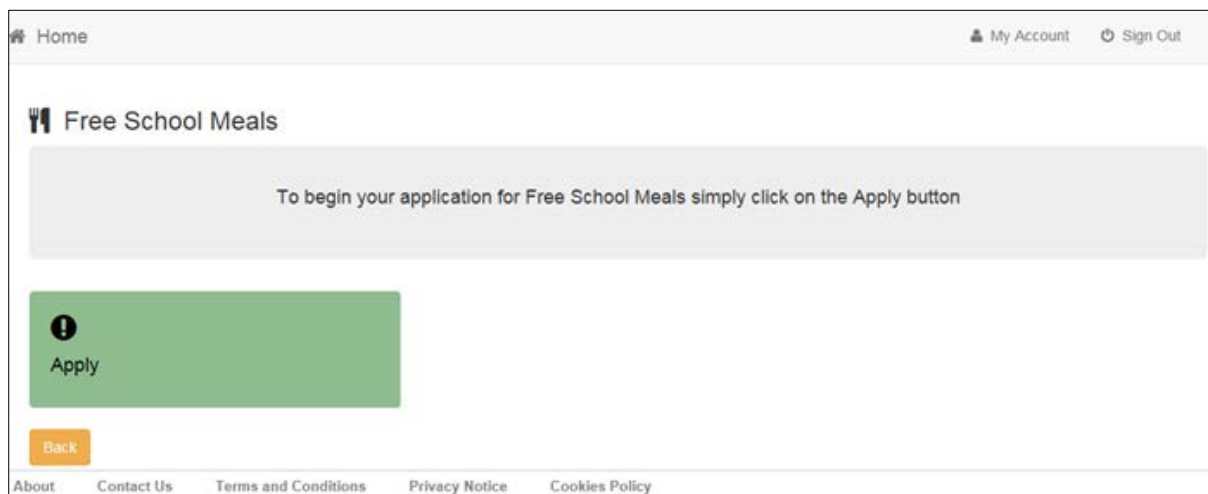 Home My Account Sign Out
Free School Meals
To begin your application for Free School Meals simply click on the Apply button
Apply
Back
About Contact Us Terms and Conditions Privacy Notice Cookies Policy